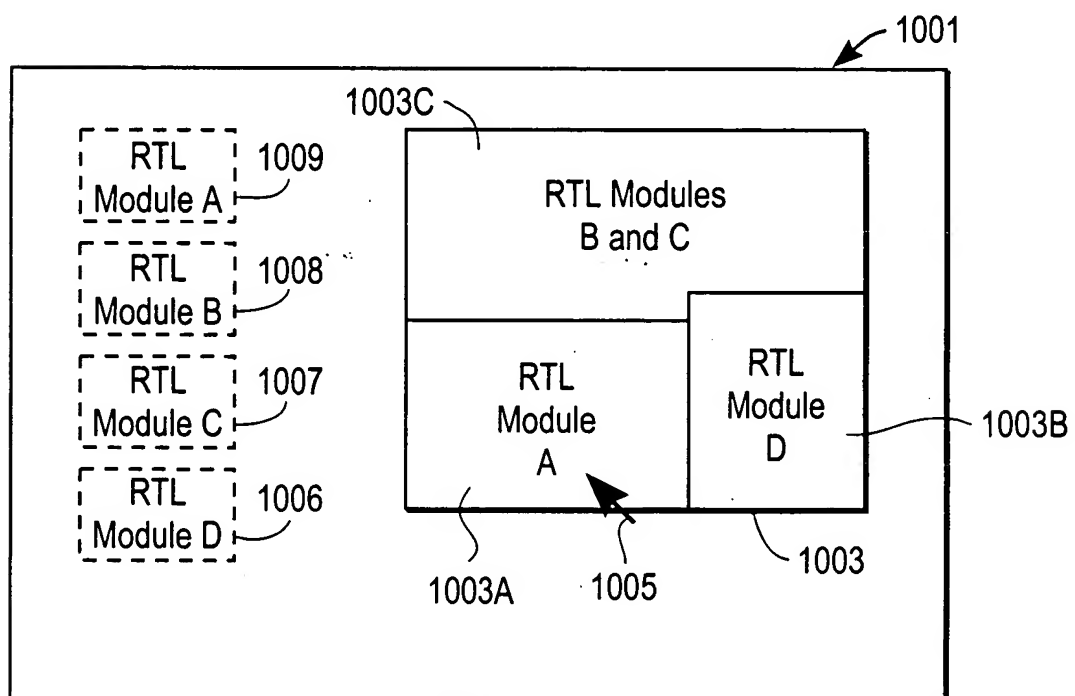 1001
1003C
RTL
Module A
1009
RTL
Module B
1008
RTL
Module C
1007
RTL
Module D
1006
RTL Modules
B and C
RTL
Module
A
RTL
Module
D
1003B
1003A
1005
1003